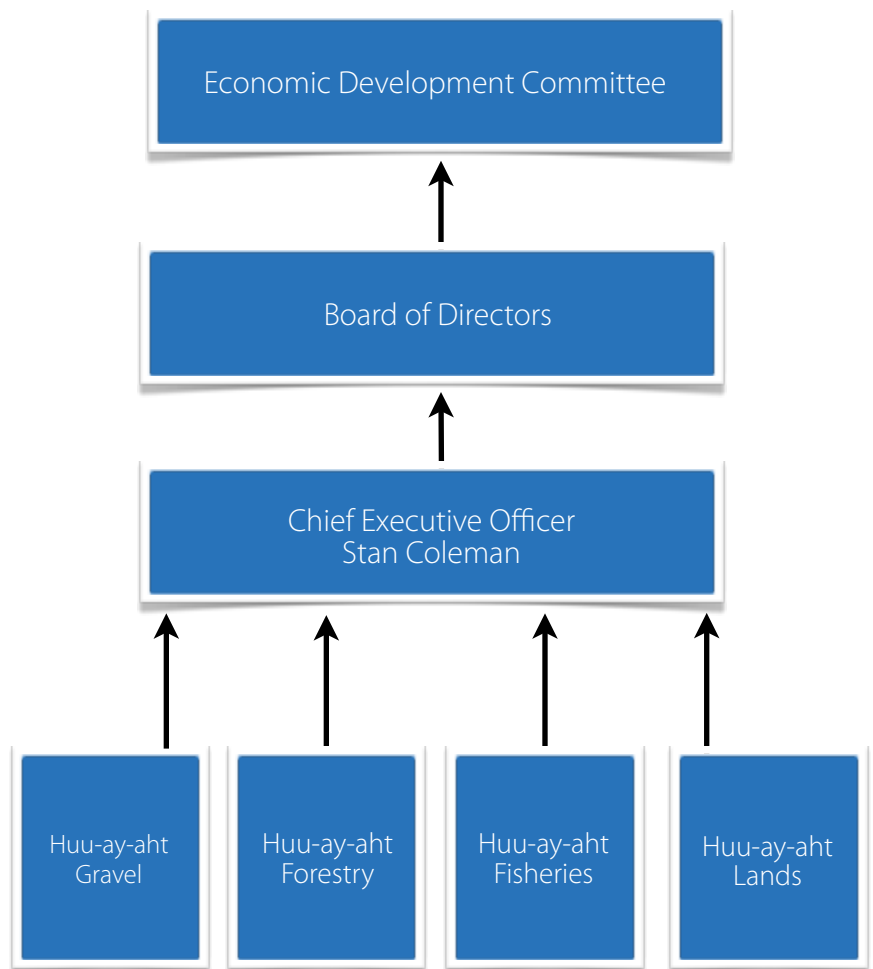 Economic Development Committee
Board of Directors
Chief Executive Officer
Stan Coleman
Huu-ay-aht
Gravel
Huu-ay-aht
Forestry
Huu-ay-aht
Fisheries
Huu-ay-aht
Lands